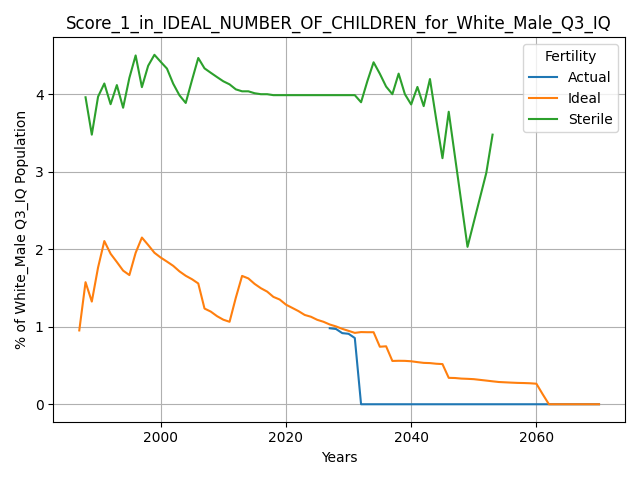 Score_1_in_IDEAL_NUMBER_OF_CHILDREN_for_White_Male_Q3_IQ
Fertility
Actual
Ideal
Sterile
% of White_Male Q3_IQ Population
4
3
2
1
0
2000
2020
2040
2060
Years